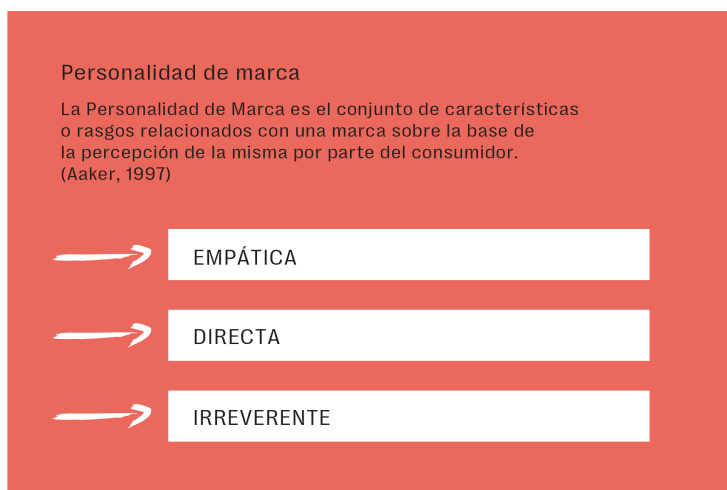 Personalidad de marca
La Personalidad de Marca es el conjunto de características
o rasgos relacionados con una marca sobre la base de
la percepción de la misma por parte del consumidor.
(Aaker, 1997)
EMPÁTICA
DIRECTA
IRREVERENTE